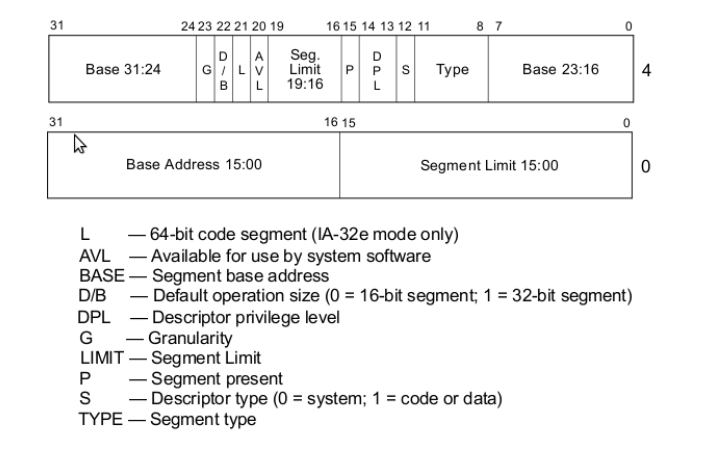 31 24 23 22 21 20 19 16 15 14 13 12 11 8 7 0
Base 31:24 G D/B L AVL Seg. Limit 19:16 P DPL S Type Base 23:16 4
31 16 15 0
Base Address 15:00 Segment Limit 15:00 0
L — 64-bit code segment (IA-32e mode only)
AVL — Available for use by system software
BASE — Segment base address
D/B — Default operation size (0 = 16-bit segment; 1 = 32-bit segment)
DPL — Descriptor privilege level
G — Granularity
LIMIT — Segment Limit
P — Segment present
S — Descriptor type (0 = system; 1 = code or data)
TYPE — Segment type